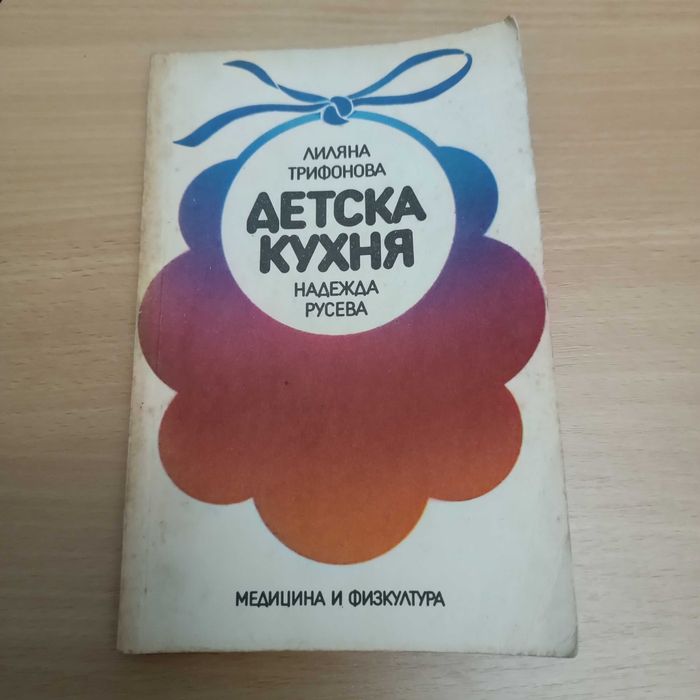 ЛИЛЯНА
ТРИФОНОВА
ДЕТСКА
КУХНЯ
НАДЕЖДА
РУСЕВА
МЕДИЦИНА И ФИЗКУЛТУРА